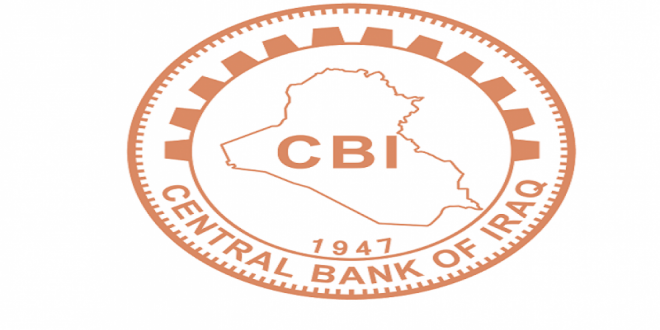 CBI
1947
CENTRAL BANK OF IRAQ